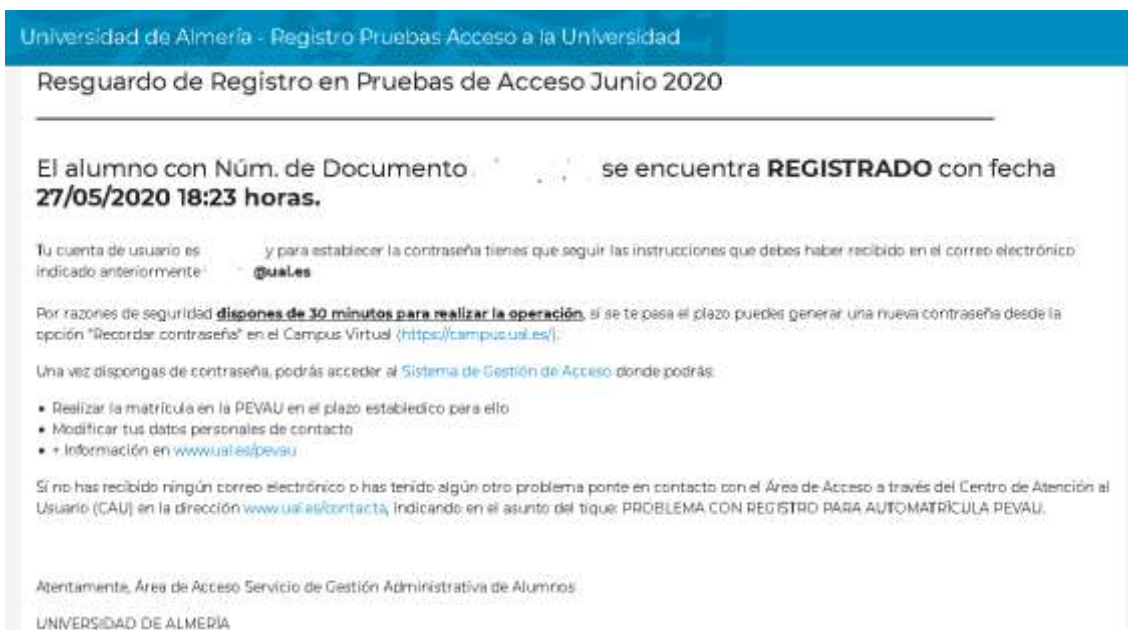 Universidad de Almería - Registro Pruebas Acceso a la Universidad
Resguardo de Registro en Pruebas de Acceso Junio 2020
El alumno con Núm. de Documento se encuentra REGISTRADO con fecha
27/05/2020 18:23 horas.
Tu cuenta de usuario es y para establecer la contraseña tienes que seguir las instrucciones que debes haber recibido en el correo electrónico
indicado anteriormente @ual.es
Por razones de seguridad dispones de 30 minutos para realizar la operación, si se te pasa el plazo puedes generar una nueva contraseña desde la
opción "Recordar contraseña" en el Campus Virtual (https://campus.ual.es/).
Una vez dispongas de contraseña, podrás acceder al Sistema de Gestión de Acceso donde podrás:
• Realizar la matrícula en la PEVAU en el plazo establedico para ello
• Modificar tus datos personales de contacto
• + Información en www.ual.es/pevau
Si no has recibido ningún correo electrónico o has tenido algún otro problema ponte en contacto con el Área de Acceso a través del Centro de Atención al
Usuario (CAU) en la dirección www.ual.es/contacta, indicando en el asunto del tique: PROBLEMA CON REGISTRO PARA AUTOMATRÍCULA PEVAU.
Atentamente, Área de Acceso Servicio de Gestión Administrativa de Alumnos
UNIVERSIDAD DE ALMERÍA